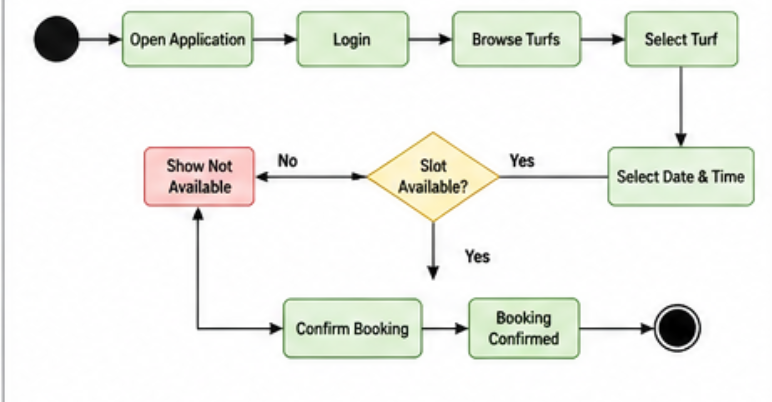 Open Application
Login
Browse Turfs
Select Turf
Show Not
Available
No
Slot
Available?
Yes
Select Date & Time
Yes
Confirm Booking
Booking
Confirmed